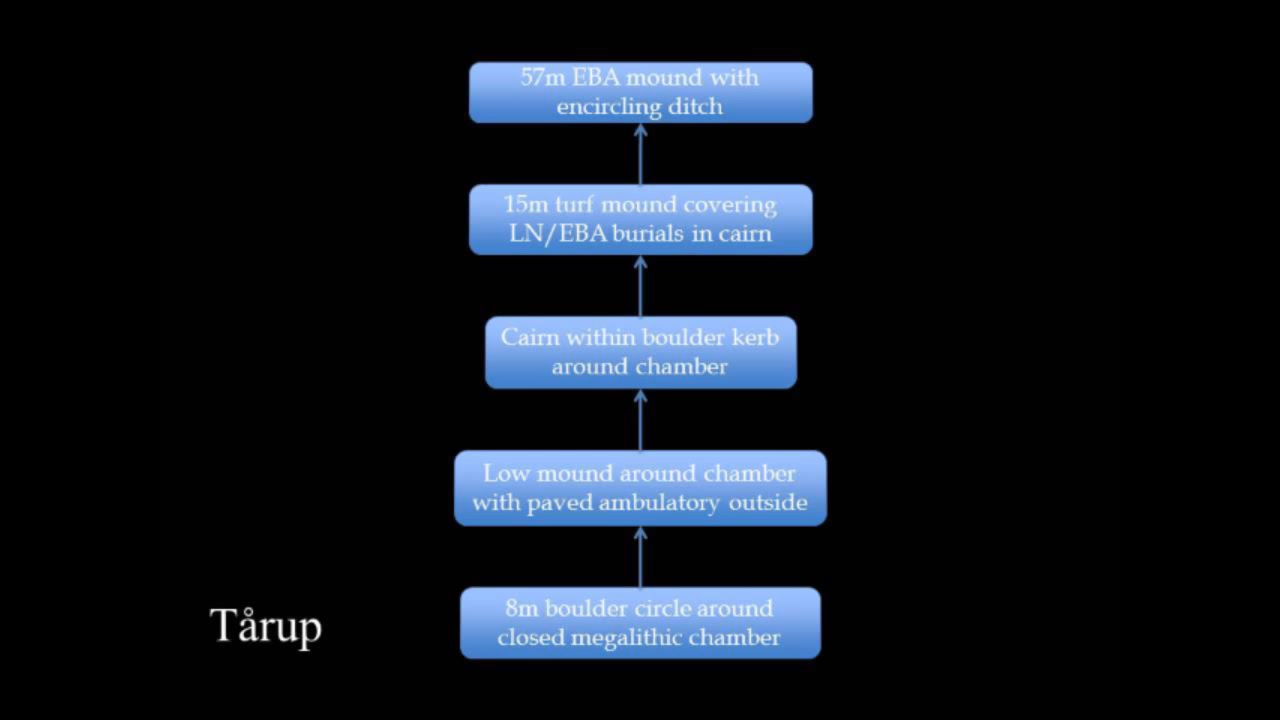 57m EBA mound with
encircling ditch
15m turf mound covering
LN/EBA burials in cairn
Cairn within boulder kerb
around chamber
Low mound around chamber
with paved ambulatory outside
8m boulder circle around
closed megalithic chamber
Tårup